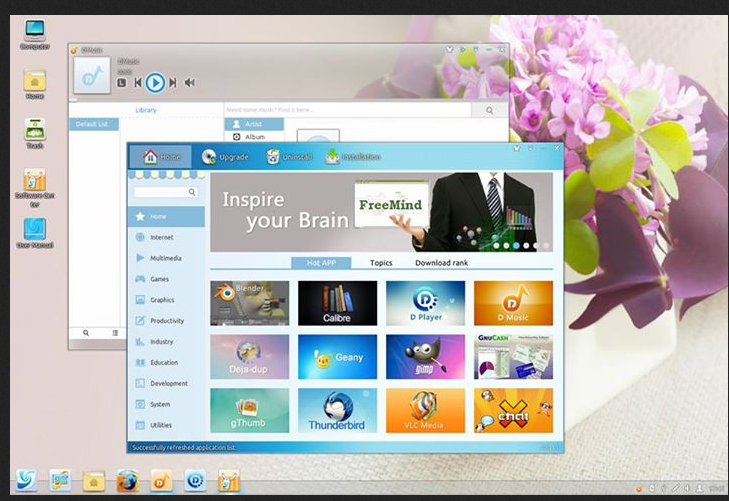 Computer
Home
Trash
Software Cen
ter
User Manual
DMusic
DMusic
Library
Need some music? Find it here...
Default List
Artist
Album
Home
Upgrade
Uninstall
Installation
Inspire
your Brain
FreeMind
Home
Internet
Multimedia
Games
Graphics
Productivity
Industry
Education
Development
System
Utilities
Hot APP
Topics
Download rank
Blender
Calibre
D Player
D Music
Deja-dup
Geany
gimp
GNUCASH
gThumb
Thunderbird
VLC Media
Xchat
Successfully refreshed application list.